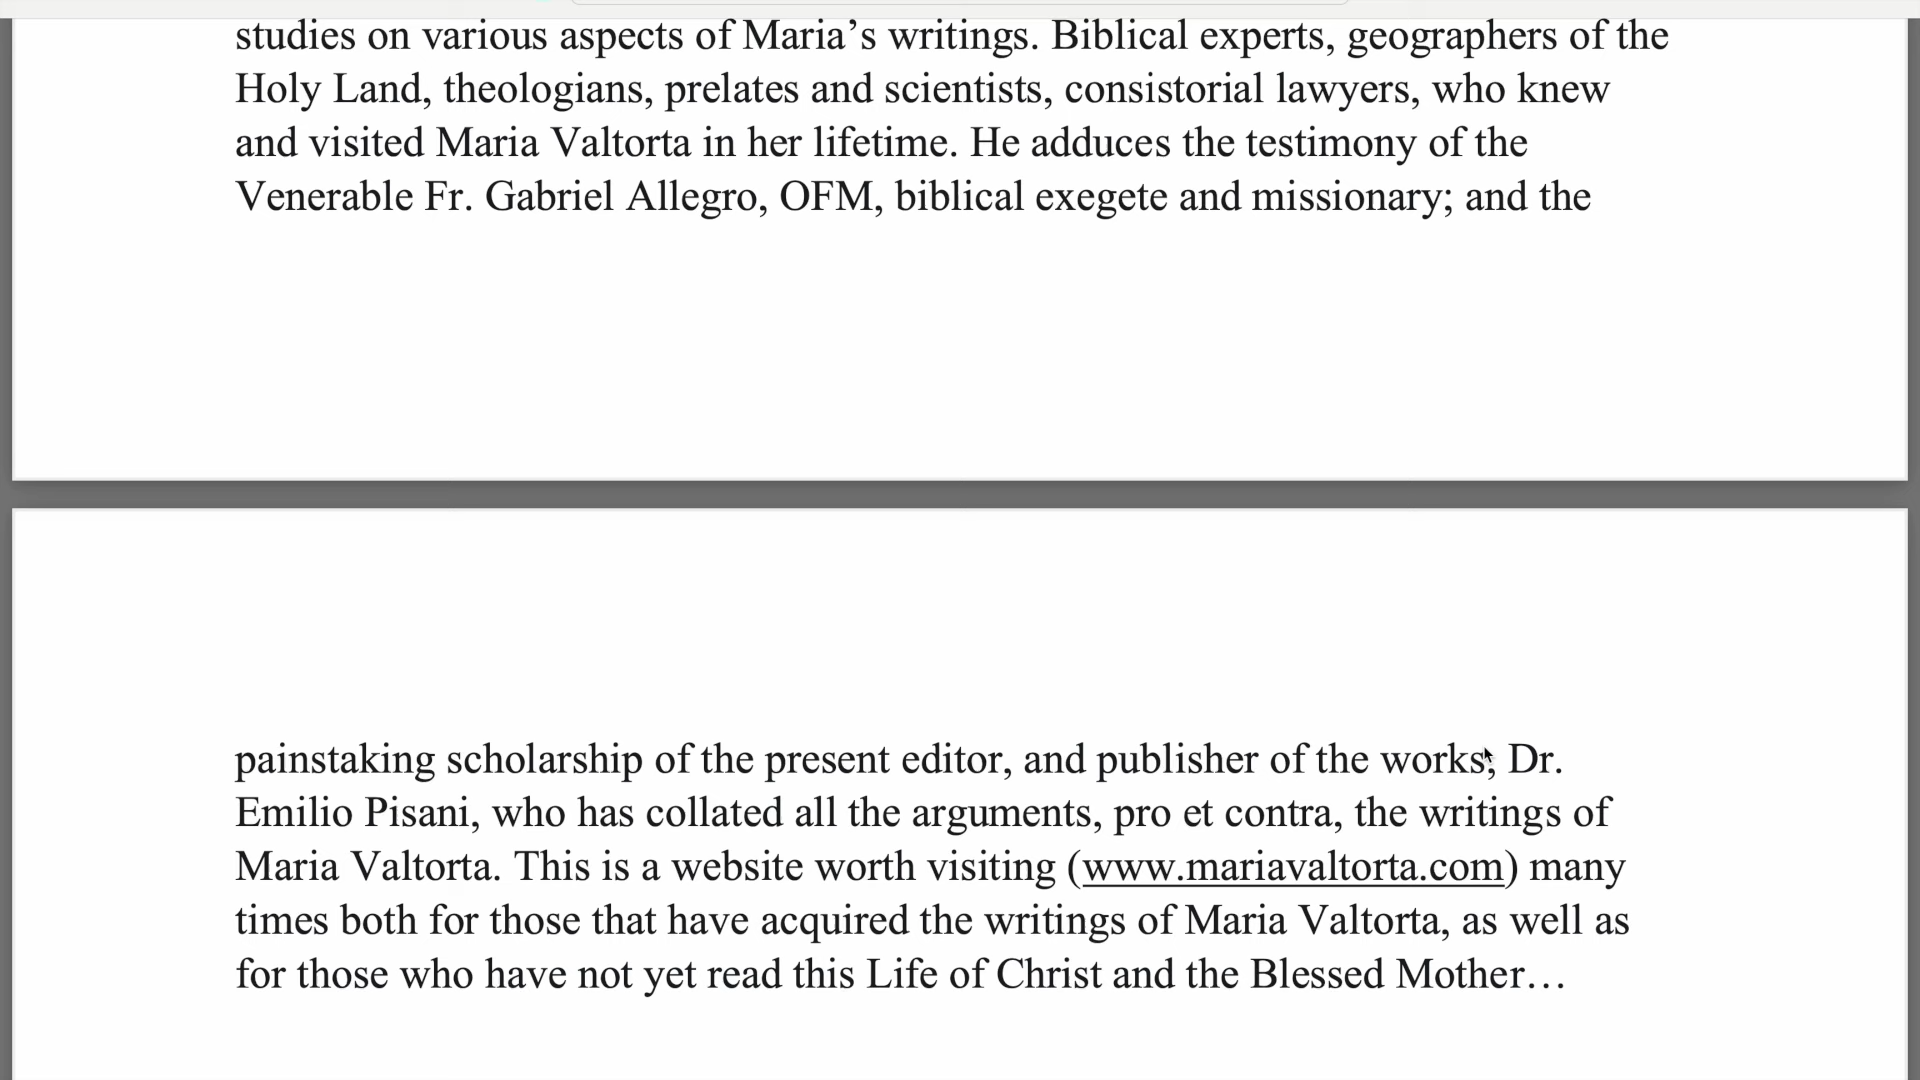 studies on various aspects of Maria’s writings. Biblical experts, geographers of the
Holy Land, theologians, prelates and scientists, consistorial lawyers, who knew
and visited Maria Valtorta in her lifetime. He adduces the testimony of the
Venerable Fr. Gabriel Allegro, OFM, biblical exegete and missionary; and the
painstaking scholarship of the present editor, and publisher of the works; Dr.
Emilio Pisani, who has collated all the arguments, pro et contra, the writings of
Maria Valtorta. This is a website worth visiting (www.mariavaltorta.com) many
times both for those that have acquired the writings of Maria Valtorta, as well as
for those who have not yet read this Life of Christ and the Blessed Mother…